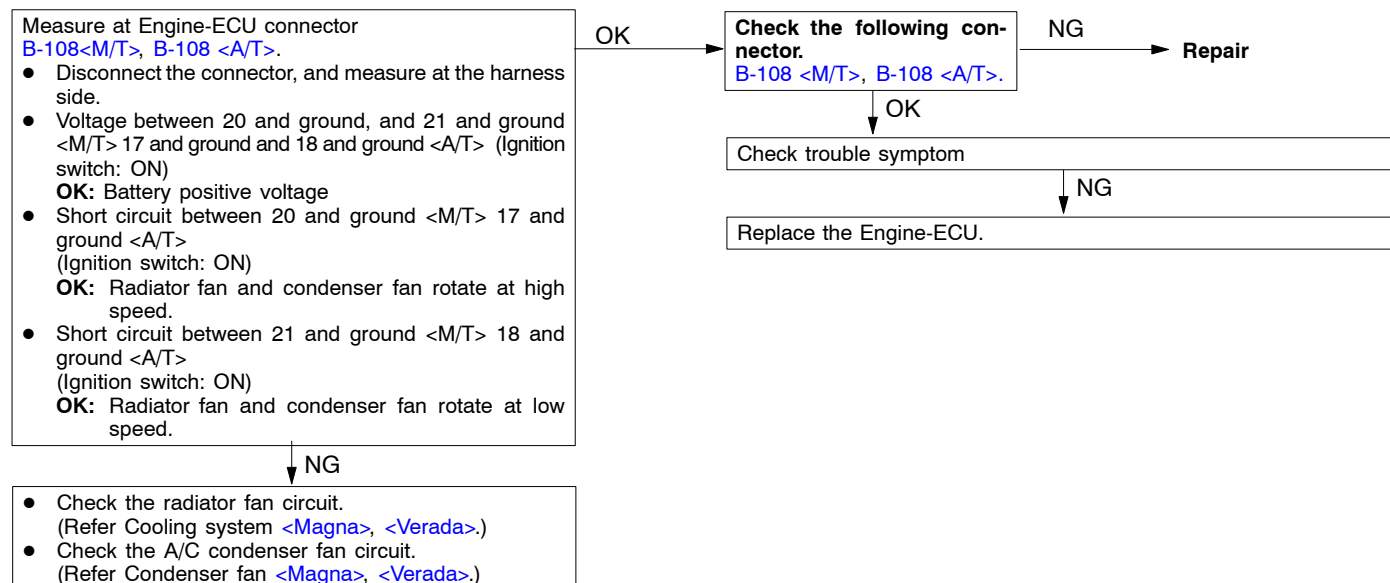 Measure at Engine-ECU connector
B-108<M/T>, B-108 <A/T>.
● Disconnect the connector, and measure at the harness
side.
● Voltage between 20 and ground, and 21 and ground
<M/T> 17 and ground and 18 and ground <A/T> (Ignition
switch: ON)
OK: Battery positive voltage
● Short circuit between 20 and ground <M/T> 17 and
ground <A/T>
(Ignition switch: ON)
OK: Radiator fan and condenser fan rotate at high
speed.
● Short circuit between 21 and ground <M/T> 18 and
ground <A/T>
(Ignition switch: ON)
OK: Radiator fan and condenser fan rotate at low
speed.
OK
Check the following con-
nector.
B-108 <M/T>, B-108 <A/T>.
NG
Repair
OK
Check trouble symptom
NG
Replace the Engine-ECU.
NG
● Check the radiator fan circuit.
(Refer Cooling system <Magna>, <Verada>.)
● Check the A/C condenser fan circuit.
(Refer Condenser fan <Magna>, <Verada>.)